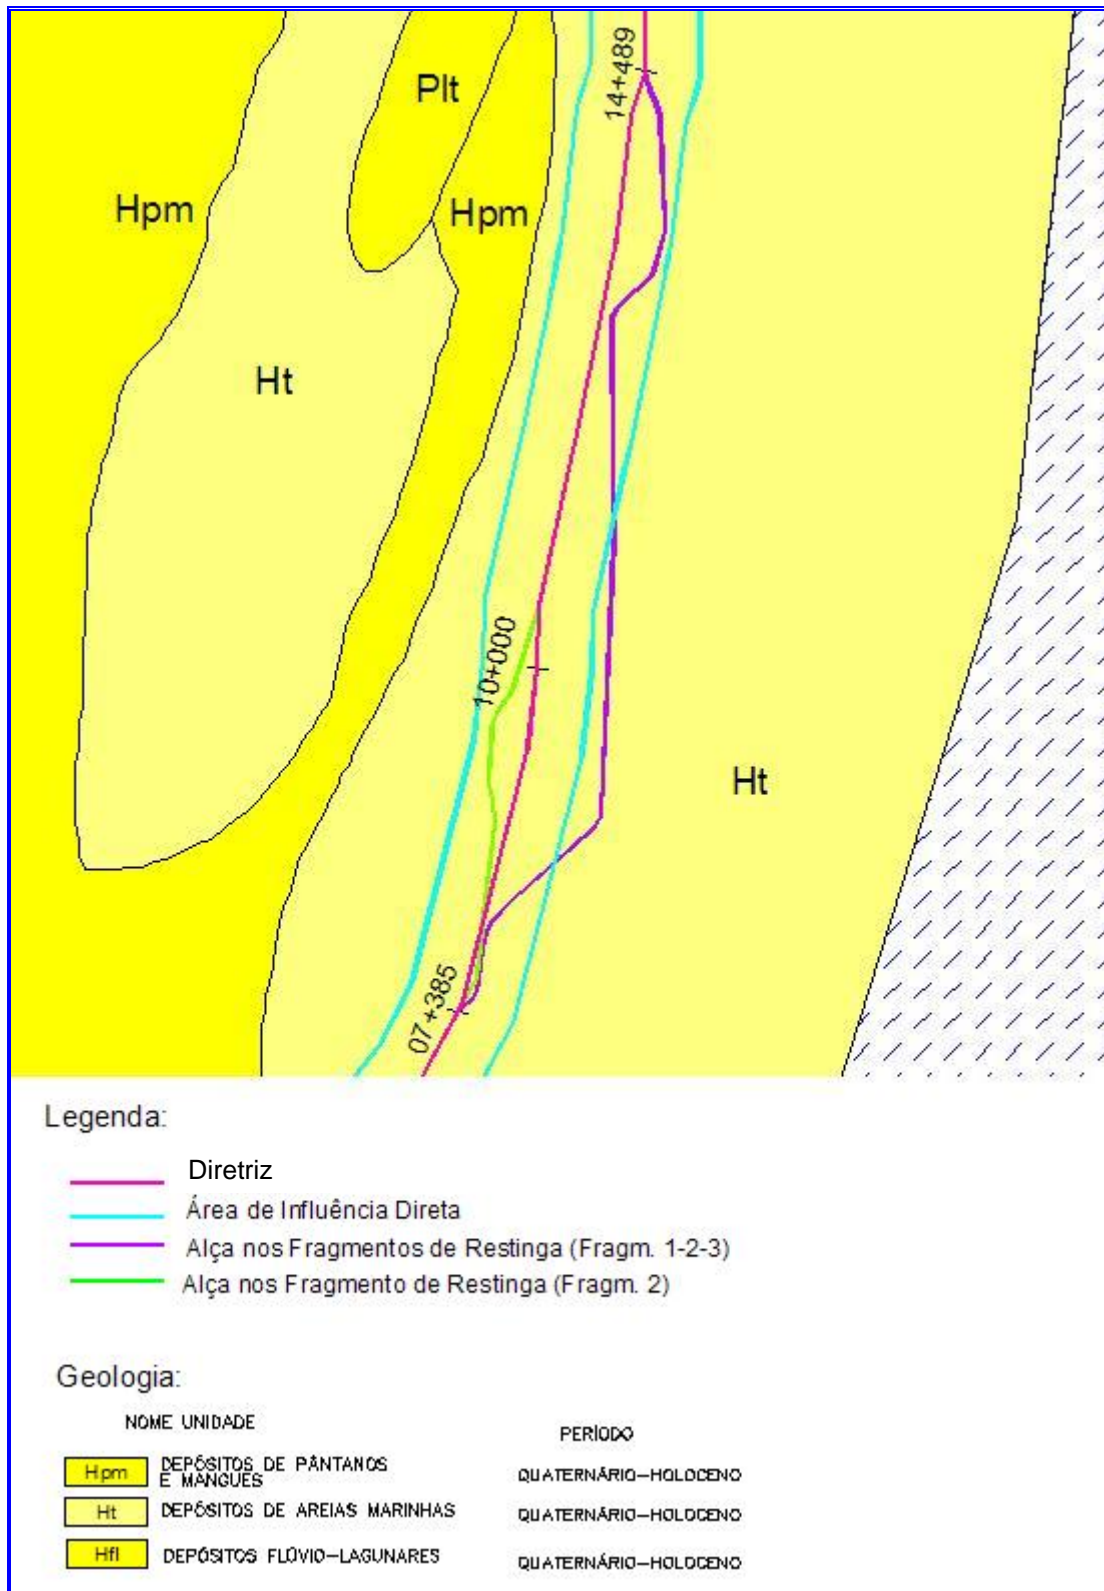 14+489
Plt
Hpm
Hpm
Ht
10+000
Ht
07+385
Legenda:
Diretriz
Área de Influência Direta
Alça nos Fragmentos de Restinga (Fragm. 1-2-3)
Alça nos Fragmento de Restinga (Fragm. 2)
Geologia:
NOME UNIDADE
PERÍODO
Hpm DEPÓSITOS DE PÂNTANOS
E MANGUES
QUATERNÁRIO-HOLOCENO
Ht DEPÓSITOS DE AREIAS MARINHAS QUATERNÁRIO-HOLOCENO
Hfl DEPÓSITOS FLÚVIO-LAGUNARES QUATERNÁRIO-HOLOCENO